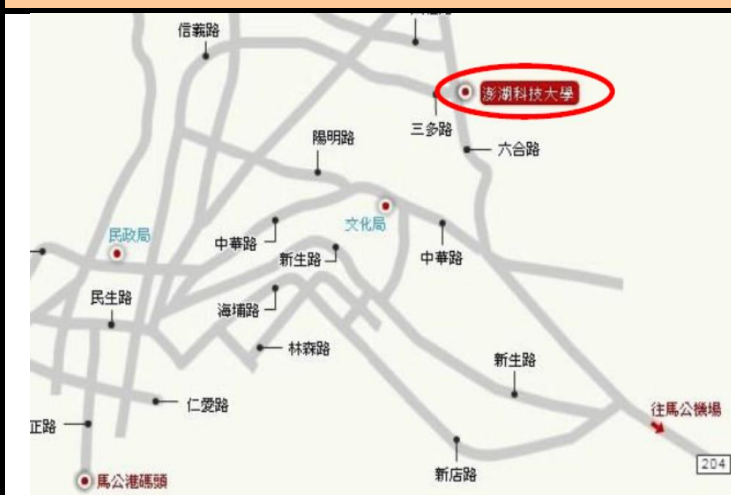 信義路
澎湖科技大學
三多路
陽明路
六合路
文化局
民政局
中華路
新生路
中華路
民生路
海埔路
林森路
新生路
仁愛路
往馬公機場
正路
204
新店路
馬公港碼頭